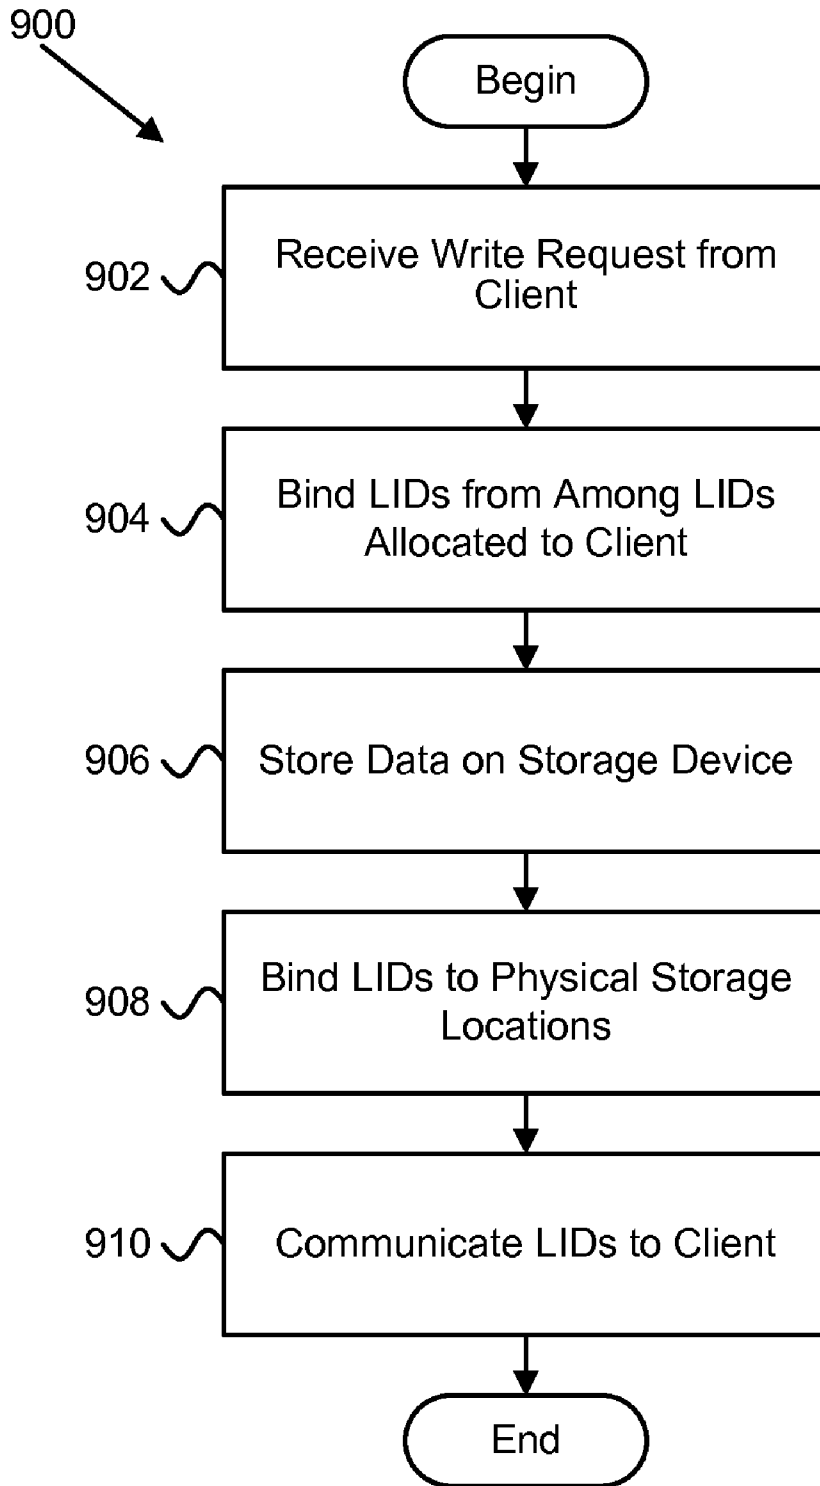 900
Begin
902
Receive Write Request from
Client
904
Bind LIDs from Among LIDs
Allocated to Client
906
Store Data on Storage Device
908
Bind LIDs to Physical Storage
Locations
910
Communicate LIDs to Client
End